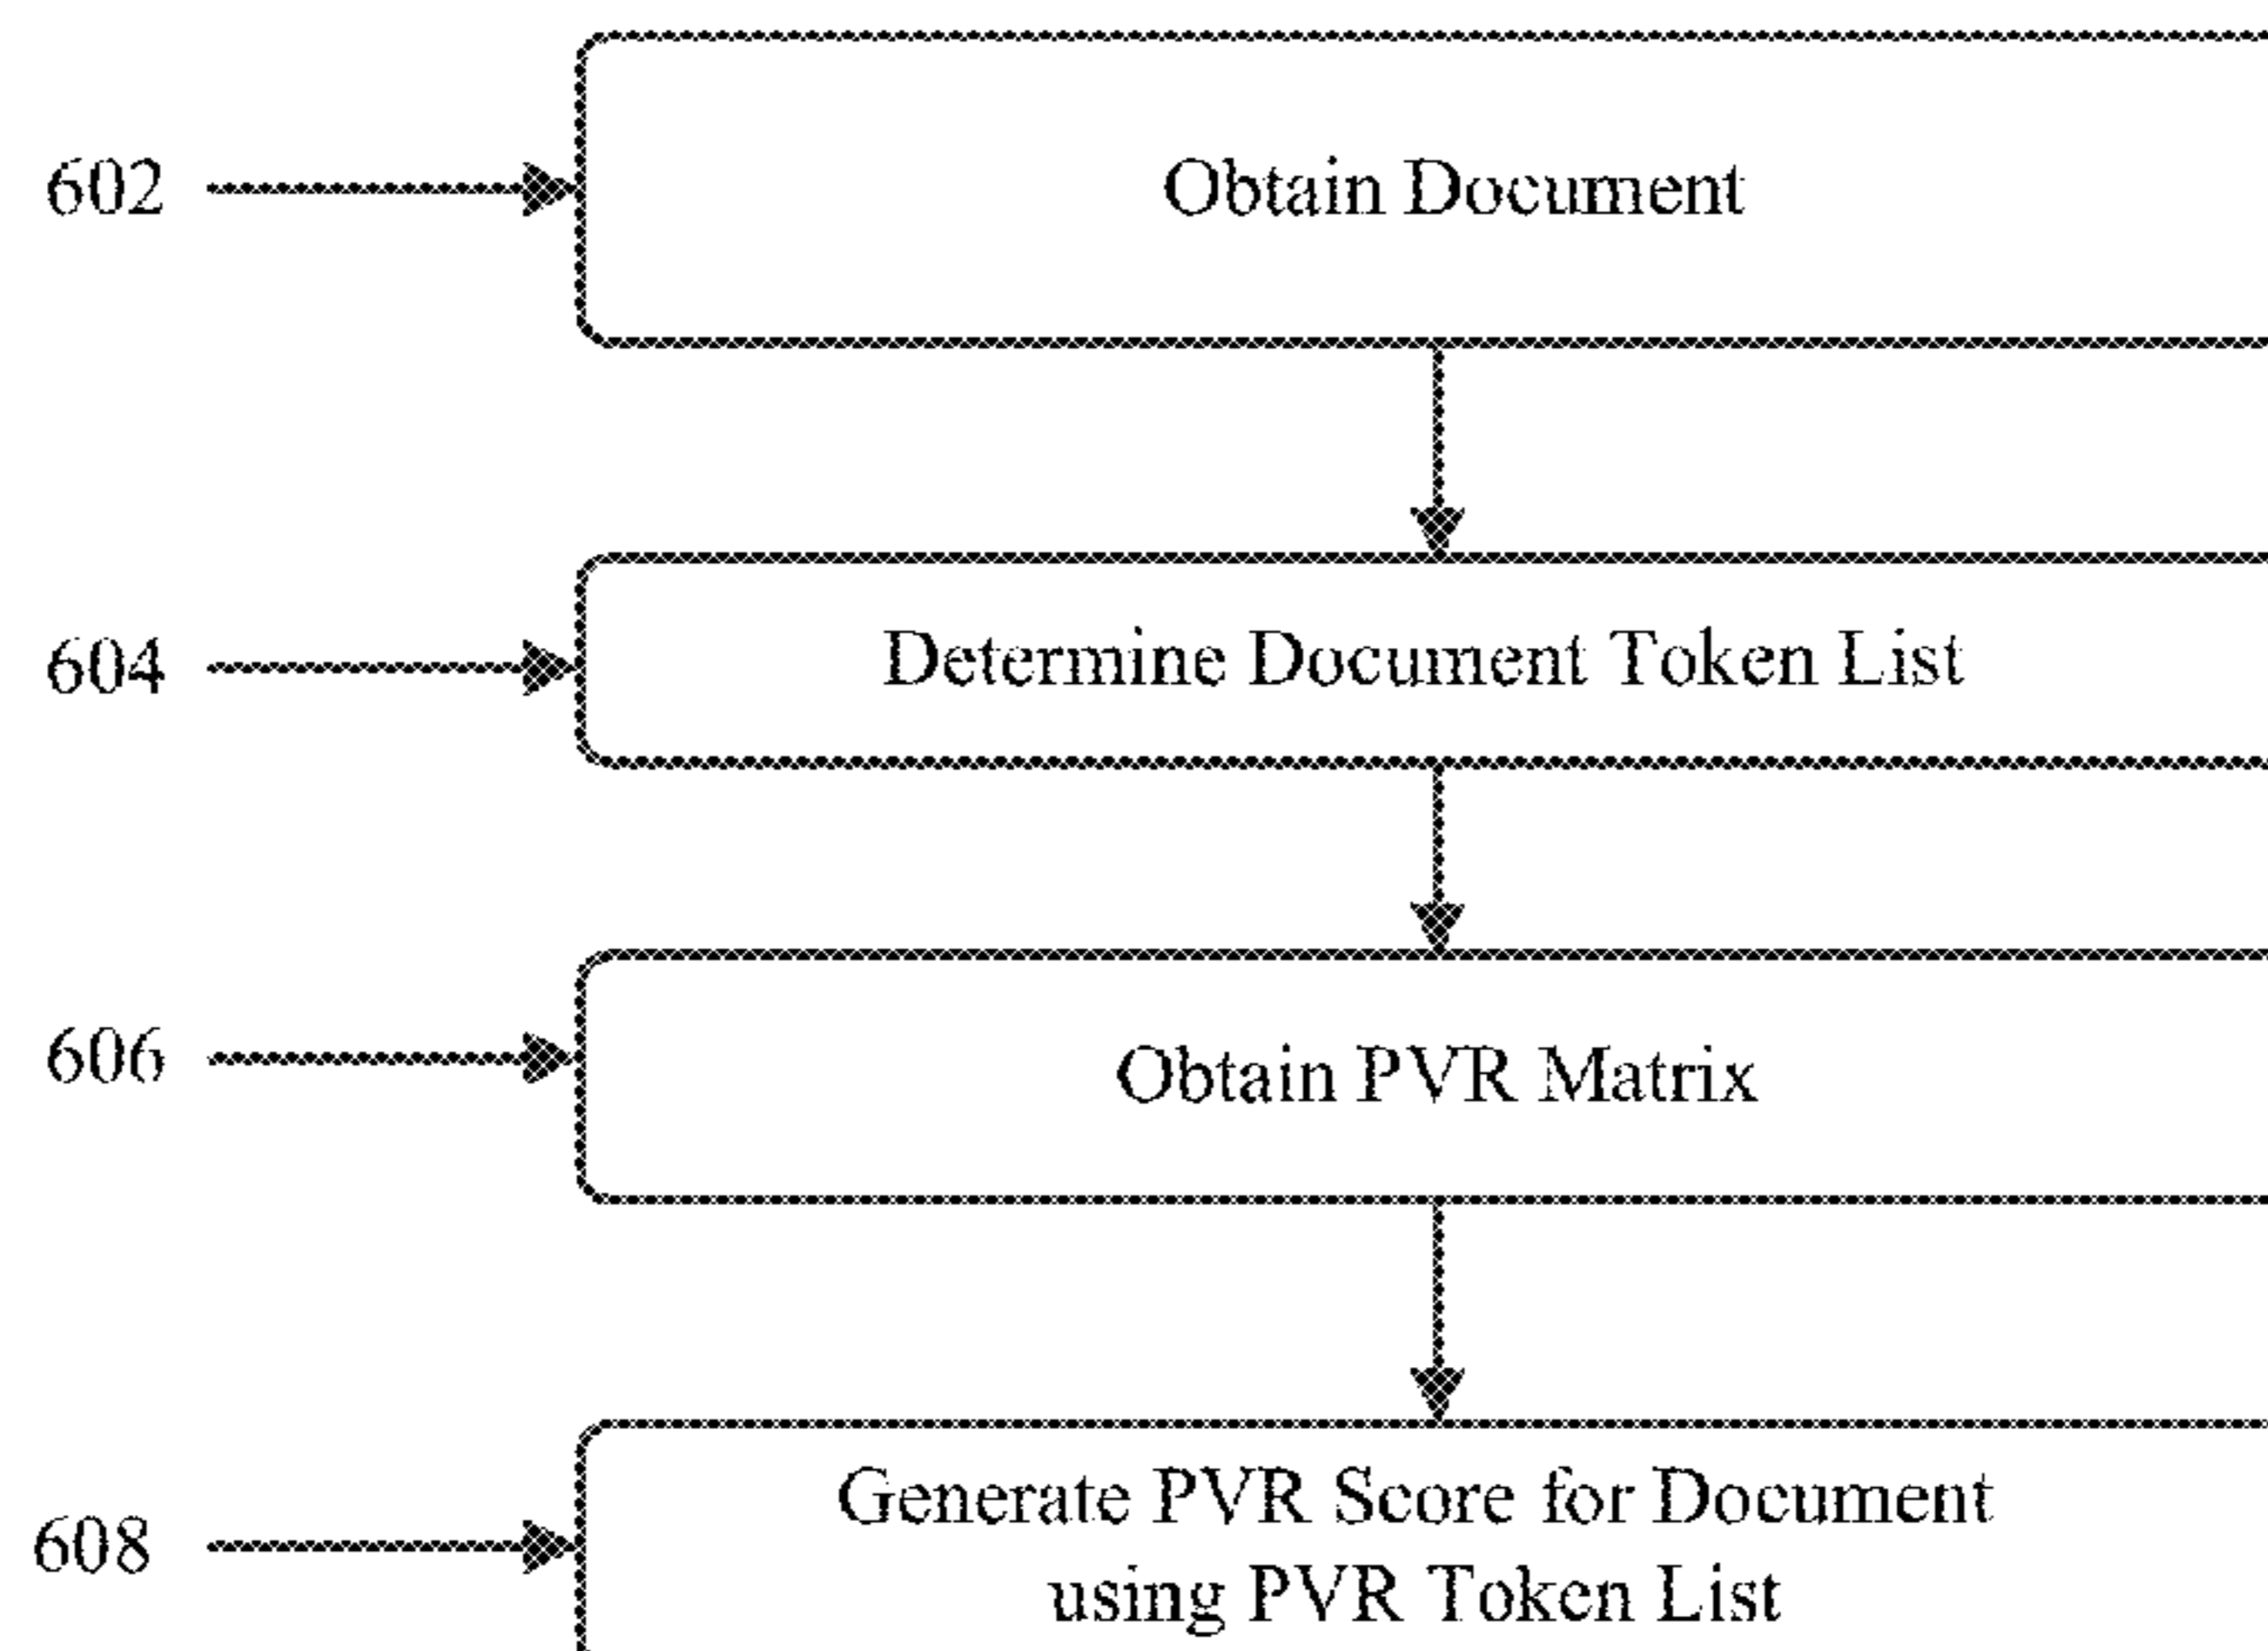 602
Obtain Document
604
Determine Document Token List
606
Obtain PVR Matrix
608
Generate PVR Score for Document
using PVR Token List